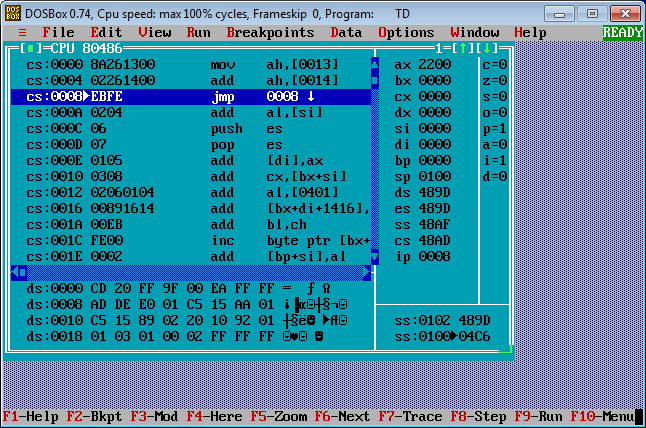 DOSBox 0.74, Cpu speed: max 100% cycles, Frameskip 0, Program: TD
≡ File Edit View Run Breakpoints Data Options Window Help READY
[■]=CPU 80486 1=[↑][↓]
cs:0000 8A261300 mov ah,[0013] ax 2200 c=0
cs:0004 02261400 add ah,[0014] bx 0000 z=0
cs:0008►EBFE jmp 0008 ↓ cx 0000 s=0
cs:000A 0204 add al,[si] dx 0000 o=0
cs:000C 06 push es si 0000 p=1
cs:000D 07 pop es di 0000 a=0
cs:000E 0105 add [di],ax bp 0000 i=1
cs:0010 0308 add cx,[bx+si] sp 0100 d=0
cs:0012 02060104 add al,[0401] ds 489D
cs:0016 00891614 add [bx+di+1416], es 489D
cs:001A 00EB add bl,ch ss 48AF
cs:001C FE00 inc byte ptr [bx+ cs 48AD
cs:001E 0002 add [bp+si],al ip 0008
ds:0000 CD 20 FF 9F 00 EA FF FF = ƒ Ω
ds:0008 AD DE E0 01 C5 15 AA 01 ¡▐α☺┼§¬☺
ds:0010 C5 15 89 02 20 10 92 01 ┼§ë☻ ►Æ☺ ss:0102 489D
ds:0018 01 03 01 00 02 FF FF FF ☺♥☺ ☻ ss:0100►04C6
F1-Help F2-Bkpt F3-Mod F4-Here F5-Zoom F6-Next F7-Trace F8-Step F9-Run F10-Menu